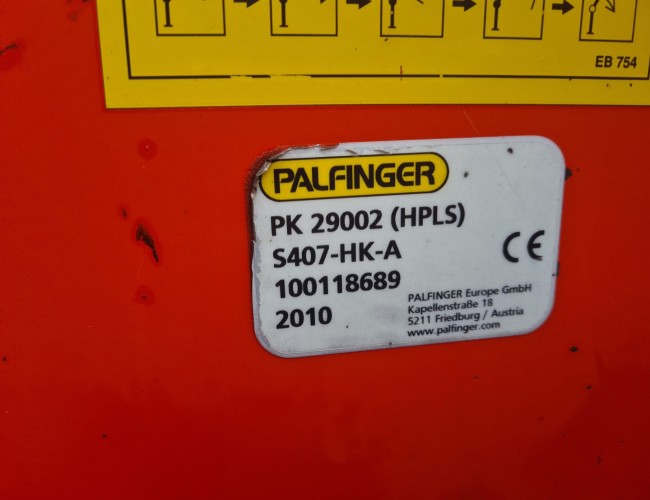 EB 754
PALFINGER
PK 29002 (HPLS)
S407-HK-A
100118689
2010
CE
PALFINGER Europe GmbH
Kapellenstraße 18
5211 Friedburg / Austria
www.palfinger.com